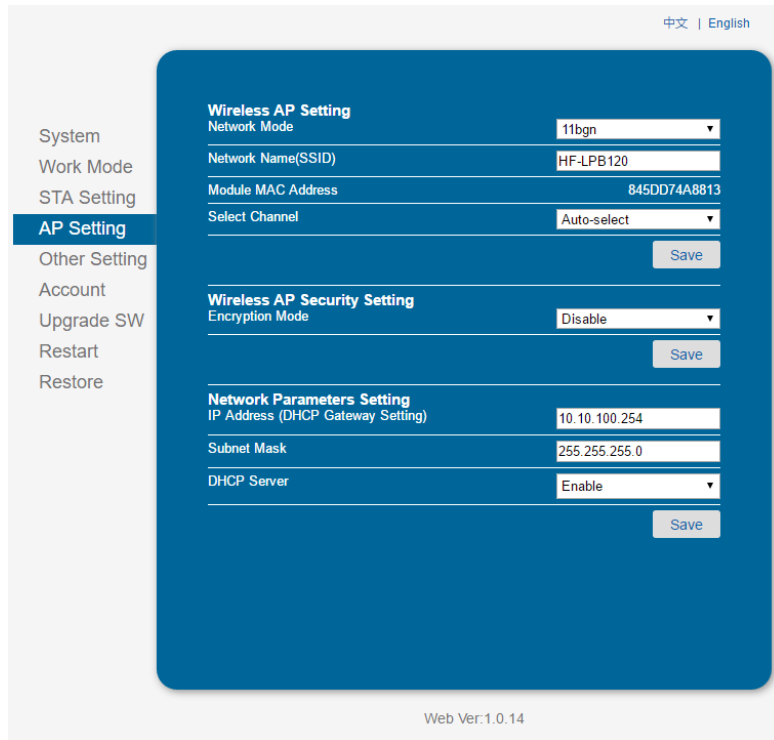 中文 | English
System
Work Mode
STA Setting
AP Setting
Other Setting
Account
Upgrade SW
Restart
Restore
Wireless AP Setting
Network Mode 11bgn
Network Name(SSID) HF-LPB120
Module MAC Address 845DD74A8813
Select Channel Auto-select
Save
Wireless AP Security Setting
Encryption Mode Disable
Save
Network Parameters Setting
IP Address (DHCP Gateway Setting) 10.10.100.254
Subnet Mask 255.255.255.0
DHCP Server Enable
Save
Web Ver:1.0.14